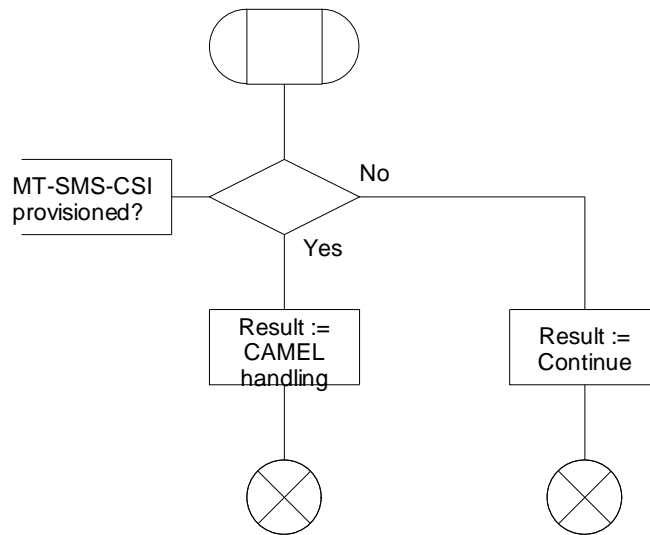 No
MT-SMS-CSI
provisioned?
Yes
Result :=
CAMEL
handling
Result :=
Continue